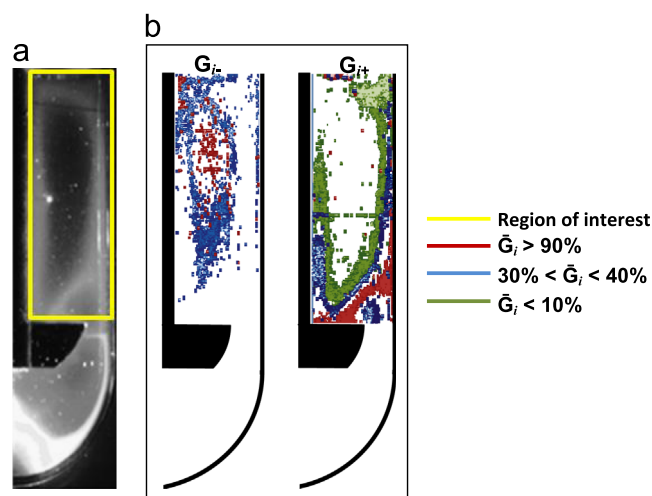 a
b
G𝑖-
G𝑖+
Region of interest
Ḡ𝑖 > 90%
30% < Ḡ𝑖 < 40%
Ḡ𝑖 < 10%